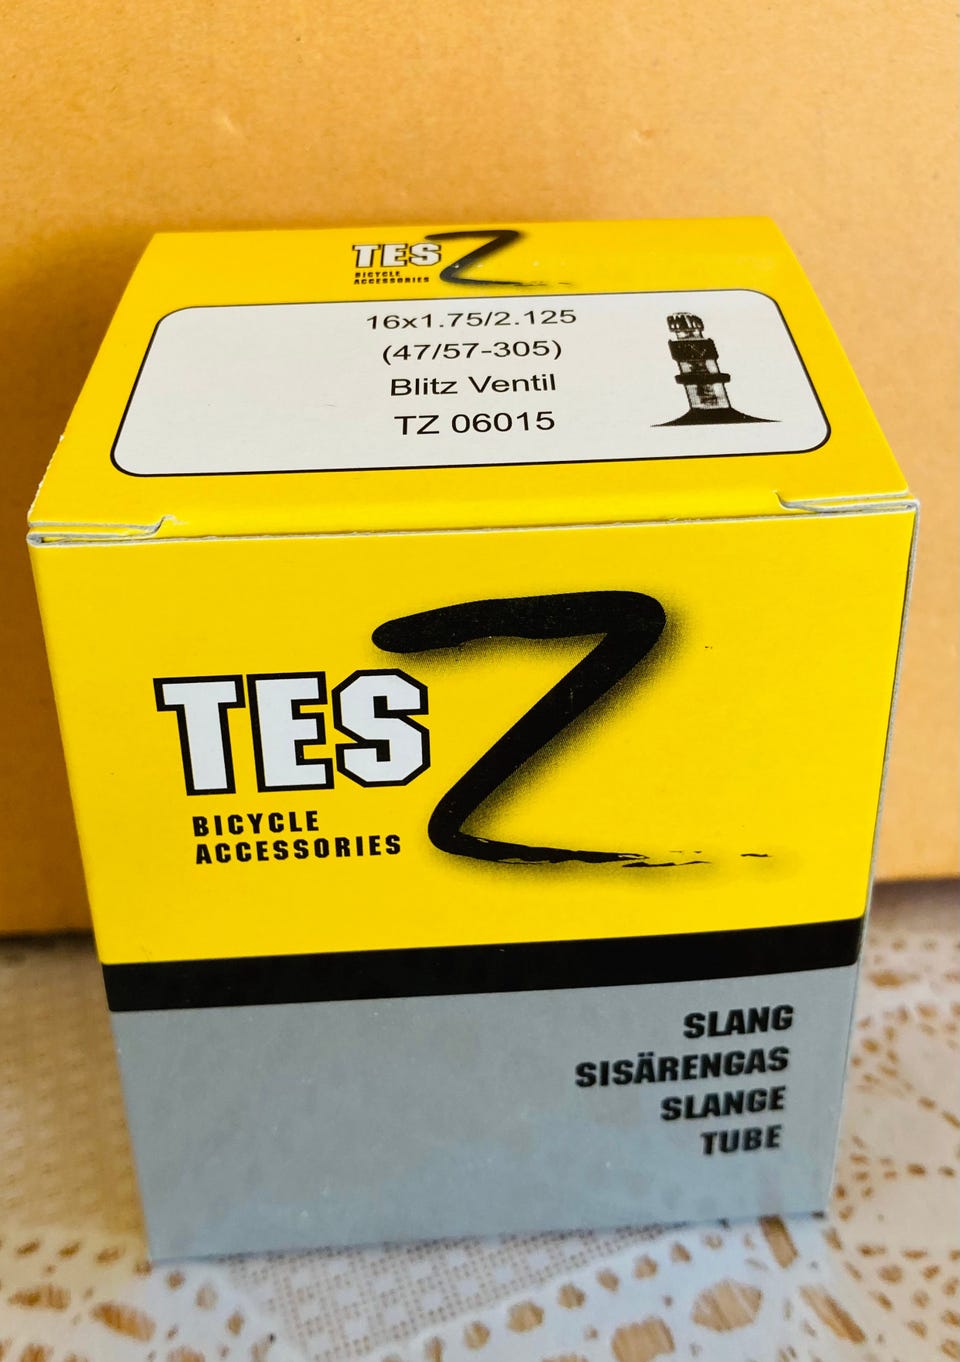 TESZ
BICYCLE
ACCESSORIES
16x1.75/2.125
(47/57-305)
Blitz Ventil
TZ 06015
TESZ
BICYCLE
ACCESSORIES
SLANG
SISÄRENGAS
SLANGE
TUBE